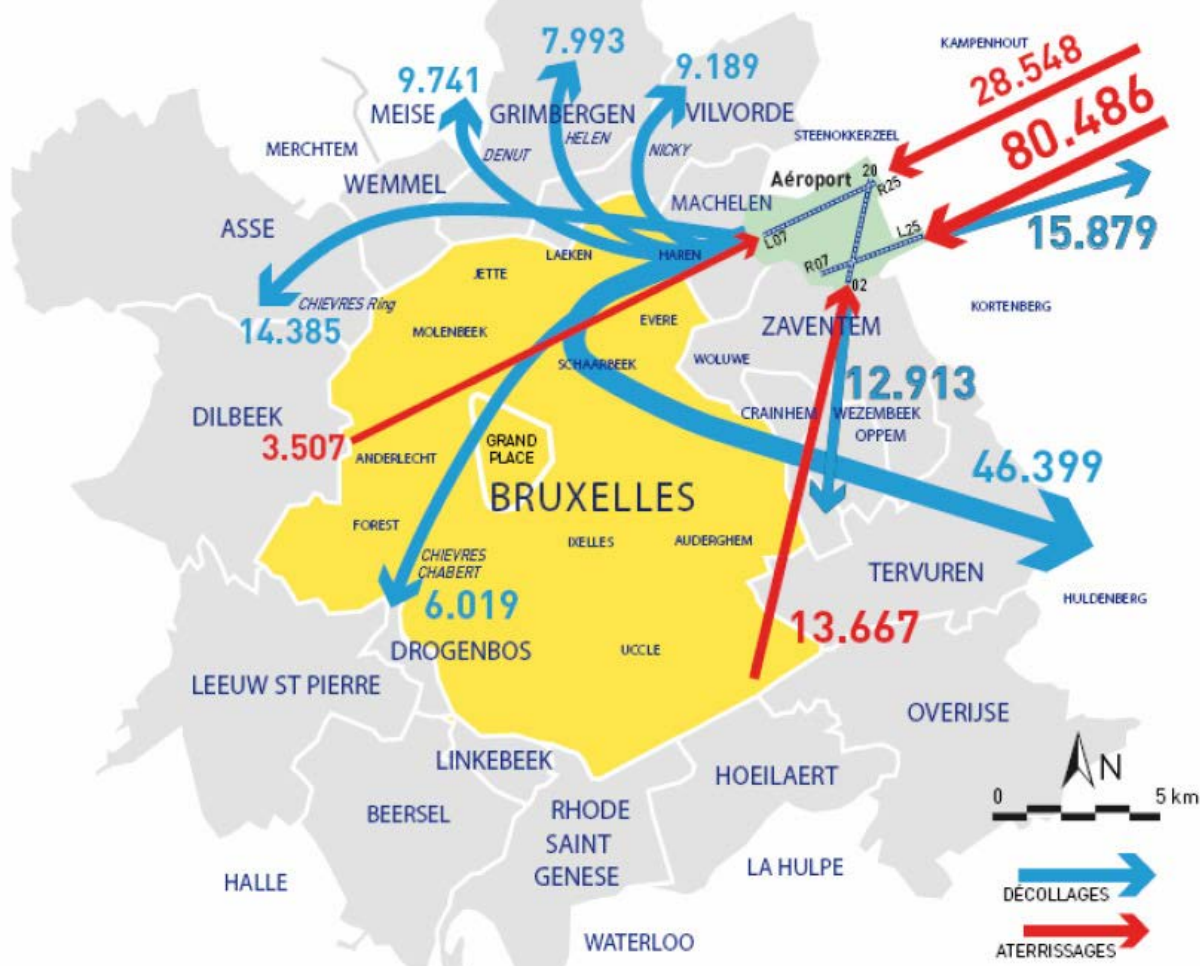 7.993
KAMPENHOUT
28.548
9.741
9.189
80.486
MEISE
GRIMBERGEN
VILVORDE
HELEN
STEENOKKERZEEL
MERCHTEM
DENUT
NICKY
Aéroport
20
R25
WEMMEL
MACHELEN
ASSE
L25
15.879
L07
LAEKEN
HAREN
R07
JETTE
02
CHIEVRES Ring
KORTENBERG
14.385
MOLENBEEK
EVERE
ZAVENTEM
SCHAARBEEK
WOLUWE
12.913
DILBEEK
CRAINHEM
WEZEMBEEK
OPPEM
3.507
ANDERLECHT
GRAND
PLACE
46.399
BRUXELLES
FOREST
IXELLES
AUDERGHEM
CHIEVRES
CHABERT
TERVUREN
6.019
HULDENBERG
13.667
DROGENBOS
UCCLE
LEEUW ST PIERRE
OVERIJSE
LINKEBEEK
HOEILAERT
N
0
5 km
BEERSEL
RHODE
SAINT
GENESE
HALLE
LA HULPE
DÉCOLLAGES
WATERLOO
ATERRISSAGES